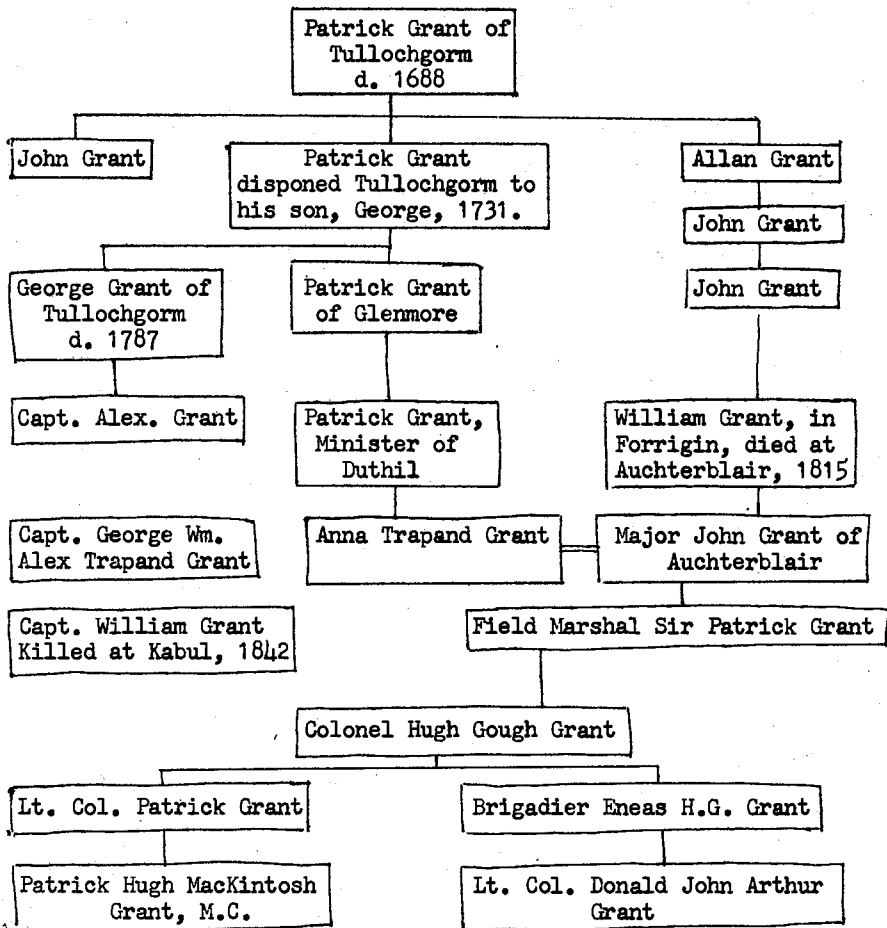 Patrick Grant of
Tullochgorm
d. 1688
John Grant
Patrick Grant
disponed Tullochgorm to
his son, George, 1731.
Allan Grant
John Grant
John Grant
George Grant of
Tullochgorm
d. 1787
Patrick Grant
of Glenmore
Capt. Alex. Grant
Patrick Grant,
Minister of
Duthil
William Grant, in
Forrigin, died at
Auchterblair, 1815
Capt. George Wm.
Alex Trapand Grant
Anna Trapand Grant
Major John Grant of
Auchterblair
Capt. William Grant
Killed at Kabul, 1842
Field Marshal Sir Patrick Grant
Colonel Hugh Gough Grant
Lt. Col. Patrick Grant
Brigadier Eneas H.G. Grant
Patrick Hugh MacKintosh
Grant, M.C.
Lt. Col. Donald John Arthur
Grant